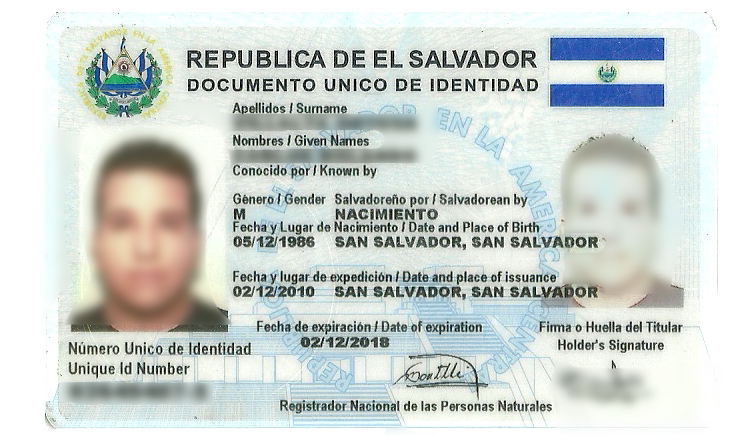 REPUBLICA DE EL SALVADOR
DOCUMENTO UNICO DE IDENTIDAD
Apellidos / Surname
Nombres / Given Names
Conocido por / Known by
Género / Gender Salvadoreño por / Salvadorean by
M NACIMIENTO
Fecha y Lugar de Nacimiento / Date and Place of Birth
05/12/1986 SAN SALVADOR, SAN SALVADOR
Fecha y lugar de expedición / Date and place of issuance
02/12/2010 SAN SALVADOR, SAN SALVADOR
Fecha de expiración / Date of expiration
02/12/2018
Firma o Huella del Titular
Holder's Signature
Número Unico de Identidad
Unique Id Number
Registrador Nacional de las Personas Naturales